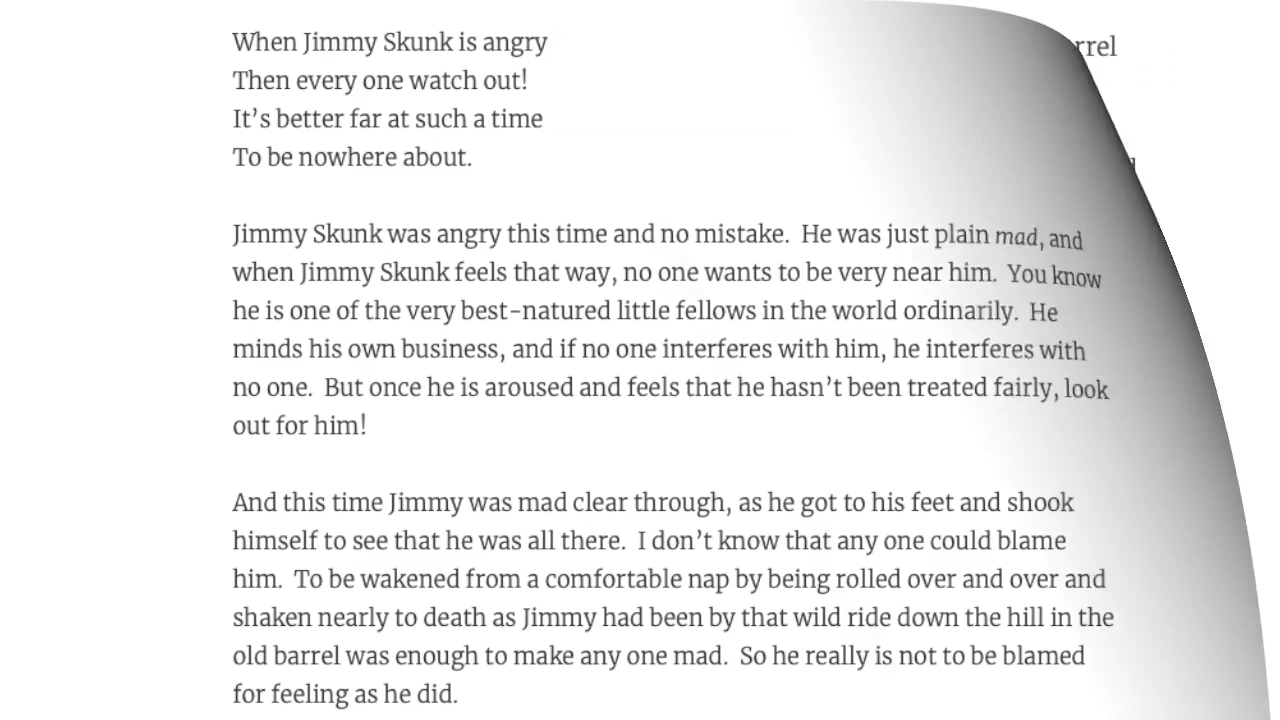 When Jimmy Skunk is angry
Then every one watch out!
It's better far at such a time
To be nowhere about.
Jimmy Skunk was angry this time and no mistake.  He was just plain mad, and
when Jimmy Skunk feels that way, no one wants to be very near him.  You know
he is one of the very best-natured little fellows in the world ordinarily.  He
minds his own business, and if no one interferes with him, he interferes with
no one.  But once he is aroused and feels that he hasn't been treated fairly, look
out for him!
And this time Jimmy was mad clear through, as he got to his feet and shook
himself to see that he was all there.  I don't know that any one could blame
him.  To be wakened from a comfortable nap by being rolled over and over and
shaken nearly to death as Jimmy had been by that wild ride down the hill in the
old barrel was enough to make any one mad.  So he really is not to be blamed
for feeling as he did.